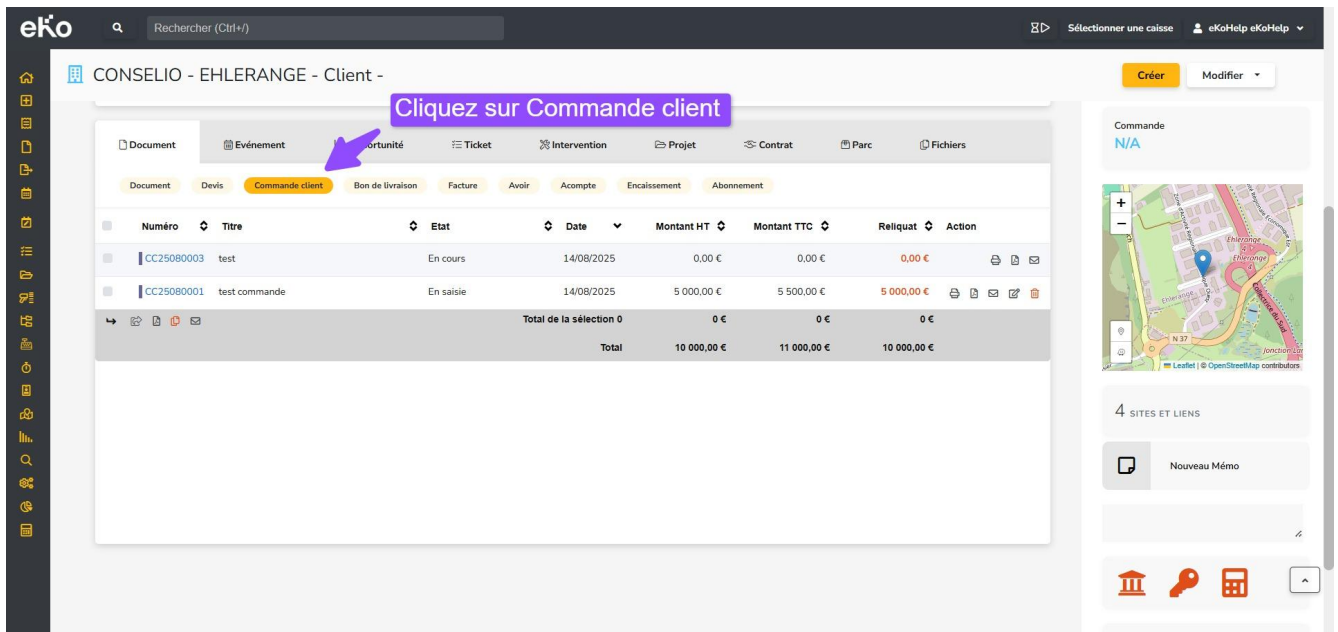 eko
Rechercher (Ctrl+/)
Sélectionner une caisse
eKoHelp eKoHelp
CONSELIO - EHLERANGE - Client -
Créer
Modifier
Cliquez sur Commande client
Document
Evénement
ortunité
Ticket
Intervention
Projet
Contrat
Parc
Fichiers
Document
Devis
Commande client
Bon de livraison
Facture
Avoir
Acompte
Encaissement
Abonnement
Numéro Titre Etat Date Montant HT Montant TTC Reliquat Action
CC25080003 test En cours 14/08/2025 0,00 € 0,00 € 0,00 €
CC25080001 test commande En saisie 14/08/2025 5 000,00 € 5 500,00 € 5 000,00 €
Total de la sélection 0 0 € 0 € 0 €
Total 10 000,00 € 11 000,00 € 10 000,00 €
Commande
N/A
+
−
Ehlerange
Ehlerange
Ehlerange
Collectrice du Sud
N 37
Leaflet | © OpenStreetMap contributors
4 SITES ET LIENS
Nouveau Mémo